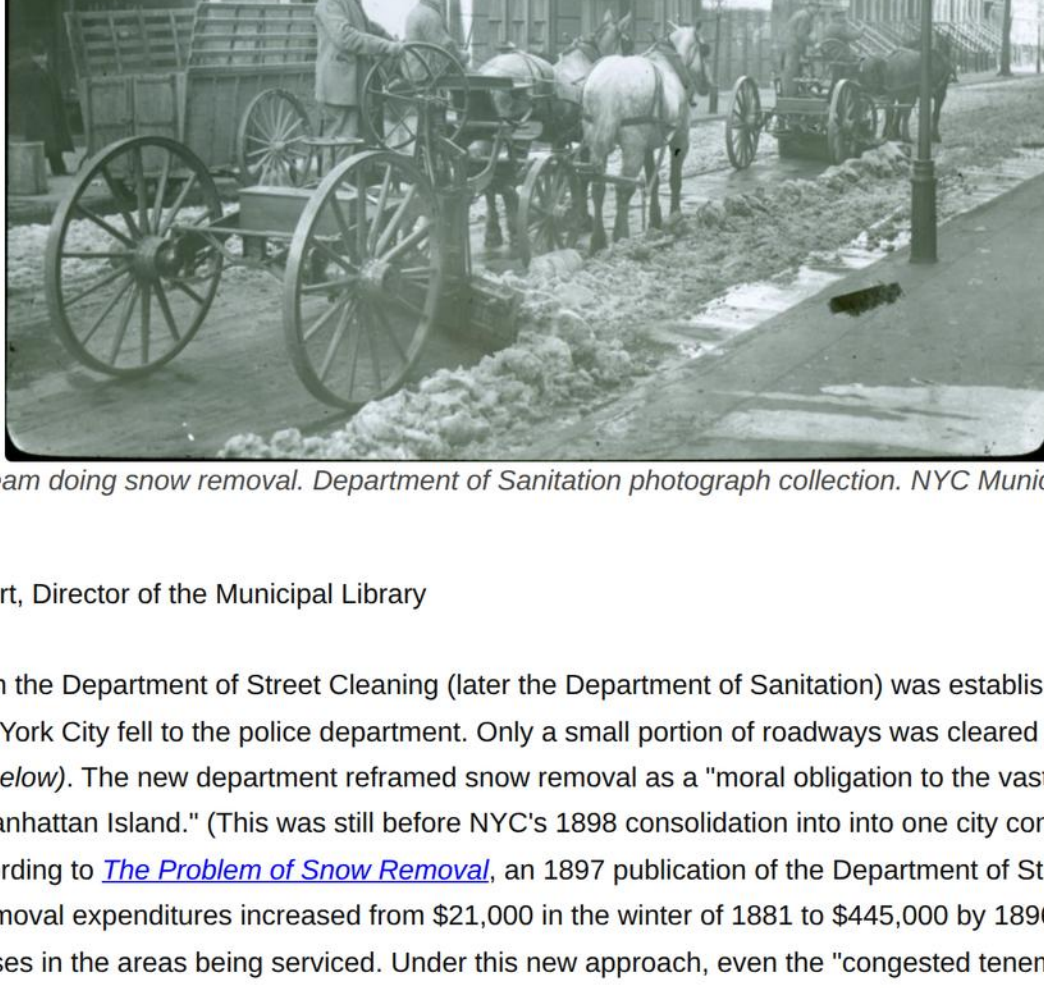 am doing snow removal. Department of Sanitation photograph collection. NYC Munic
rt, Director of the Municipal Library
the Department of Street Cleaning (later the Department of Sanitation) was establis
York City fell to the police department. Only a small portion of roadways was cleared
elow). The new department reframed snow removal as a "moral obligation to the vast
anhattan Island." (This was still before NYC's 1898 consolidation into into one city con
rding to The Problem of Snow Removal, an 1897 publication of the Department of St
moval expenditures increased from $21,000 in the winter of 1881 to $445,000 by 189
ses in the areas being serviced. Under this new approach, even the "congested tenem